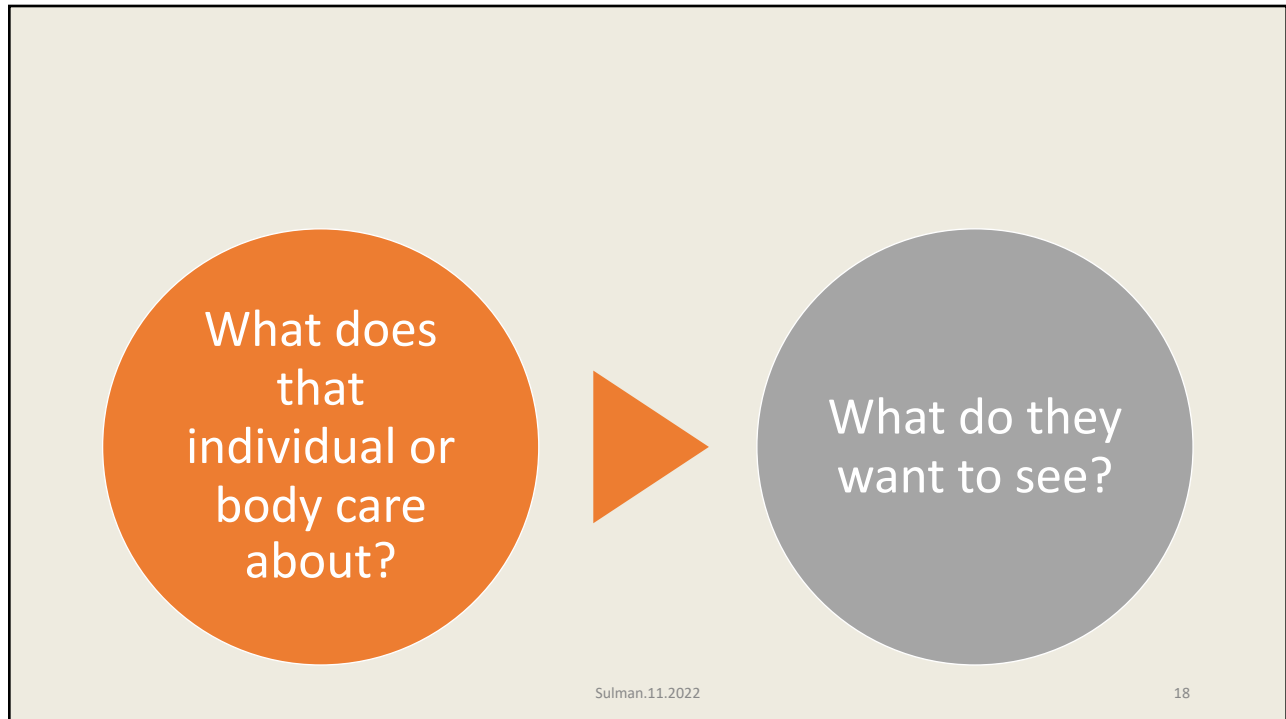 What does
that
individual or
body care
about?
What do they
want to see?
Sulman.11.2022
18